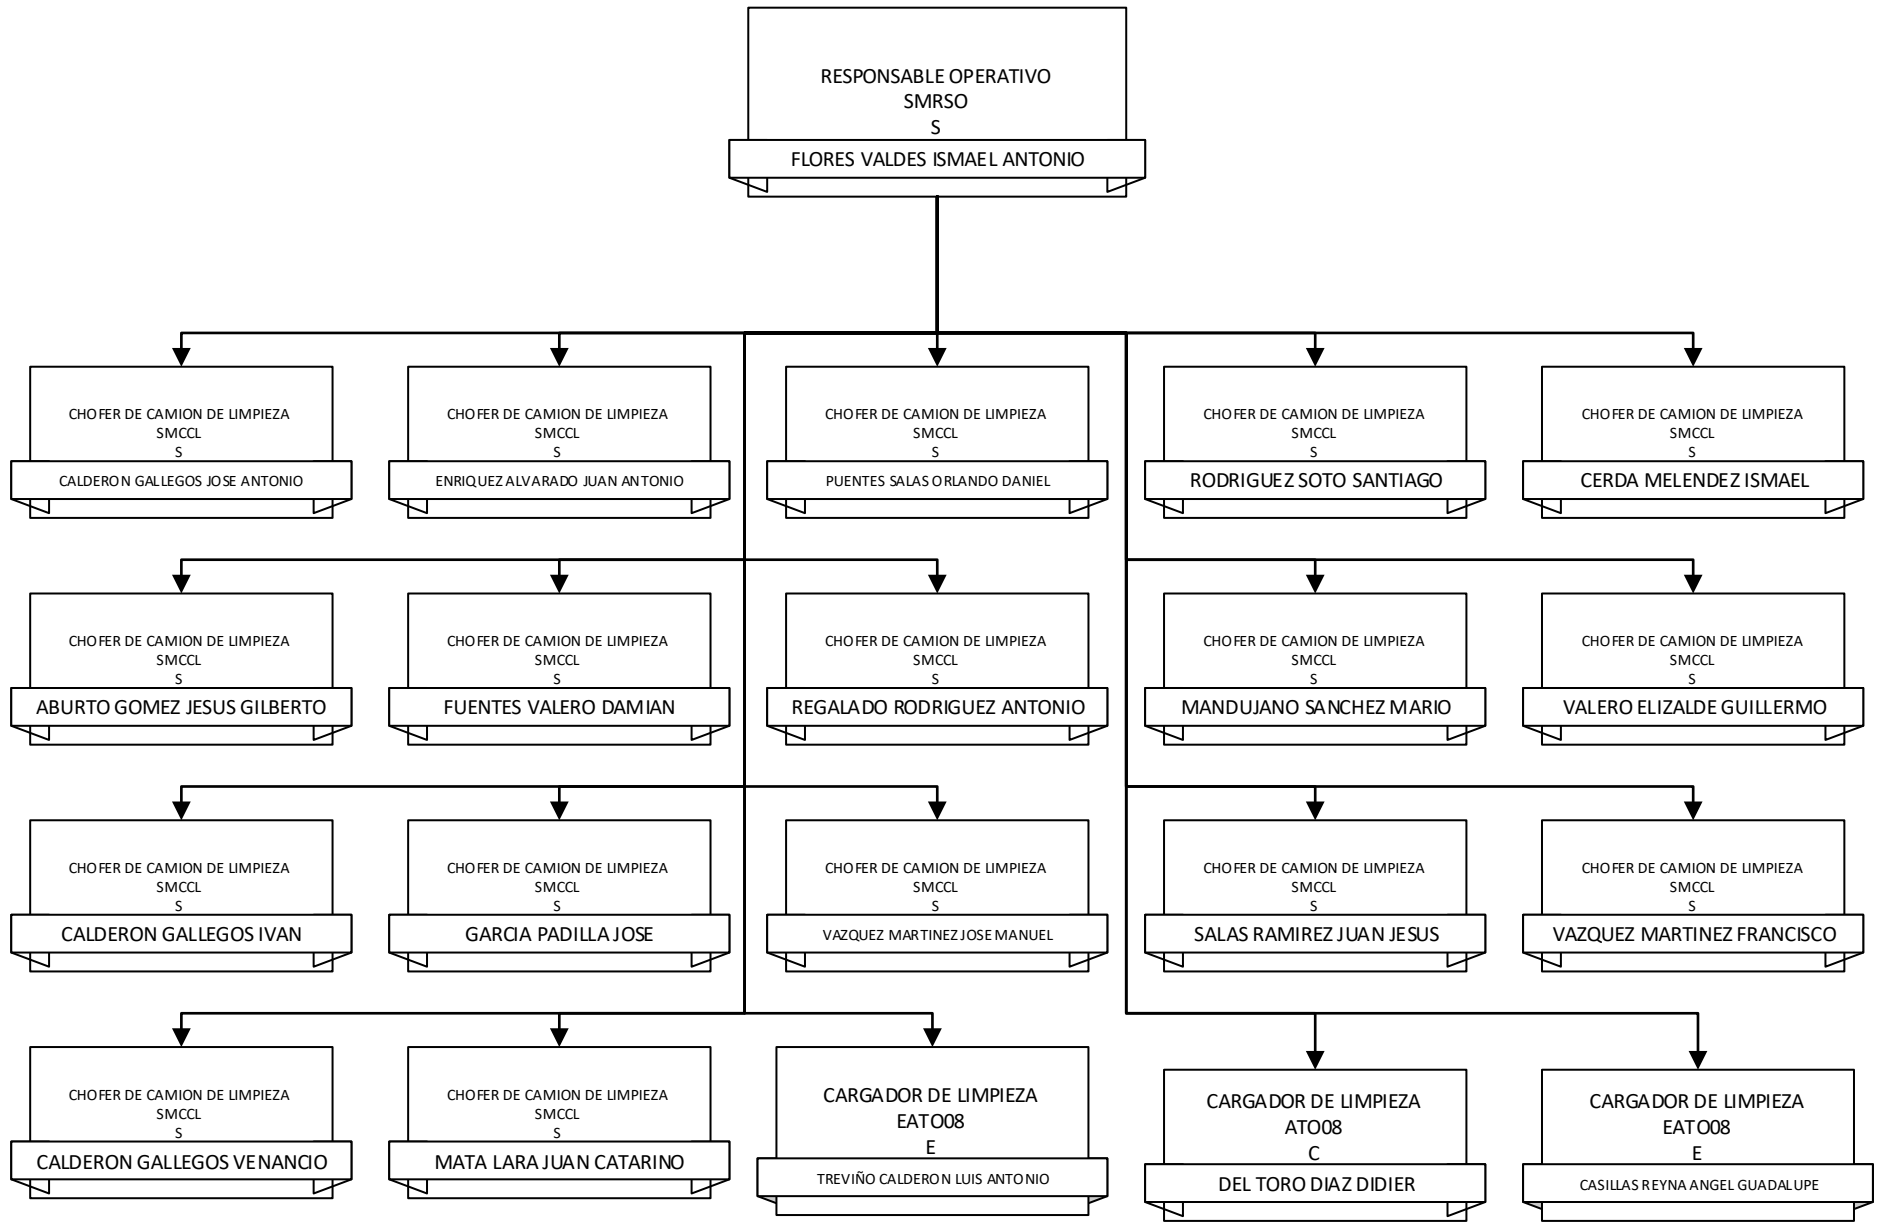 RESPONSABLE OPERATIVO
SMRSO
S
FLORES VALDES ISMAEL ANTONIO
CHOFER DE CAMION DE LIMPIEZA
SMCCL
S
CALDERON GALLEGOS JOSE ANTONIO
CHOFER DE CAMION DE LIMPIEZA
SMCCL
S
ENRIQUEZ ALVARADO JUAN ANTONIO
CHOFER DE CAMION DE LIMPIEZA
SMCCL
S
PUENTES SALAS ORLANDO DANIEL
CHOFER DE CAMION DE LIMPIEZA
SMCCL
S
RODRIGUEZ SOTO SANTIAGO
CHOFER DE CAMION DE LIMPIEZA
SMCCL
S
CERDA MELENDEZ ISMAEL
CHOFER DE CAMION DE LIMPIEZA
SMCCL
S
ABURTO GOMEZ JESUS GILBERTO
CHOFER DE CAMION DE LIMPIEZA
SMCCL
S
FUENTES VALERO DAMIAN
CHOFER DE CAMION DE LIMPIEZA
SMCCL
S
REGALADO RODRIGUEZ ANTONIO
CHOFER DE CAMION DE LIMPIEZA
SMCCL
S
MANDUJANO SANCHEZ MARIO
CHOFER DE CAMION DE LIMPIEZA
SMCCL
S
VALERO ELIZALDE GUILLERMO
CHOFER DE CAMION DE LIMPIEZA
SMCCL
S
CALDERON GALLEGOS IVAN
CHOFER DE CAMION DE LIMPIEZA
SMCCL
S
GARCIA PADILLA JOSE
CHOFER DE CAMION DE LIMPIEZA
SMCCL
S
VAZQUEZ MARTINEZ JOSE MANUEL
CHOFER DE CAMION DE LIMPIEZA
SMCCL
S
SALAS RAMIREZ JUAN JESUS
CHOFER DE CAMION DE LIMPIEZA
SMCCL
S
VAZQUEZ MARTINEZ FRANCISCO
CHOFER DE CAMION DE LIMPIEZA
SMCCL
S
CALDERON GALLEGOS VENANCIO
CHOFER DE CAMION DE LIMPIEZA
SMCCL
S
MATA LARA JUAN CATARINO
CARGADOR DE LIMPIEZA
EATO08
E
TREVIÑO CALDERON LUIS ANTONIO
CARGADOR DE LIMPIEZA
ATO08
C
DEL TORO DIAZ DIDIER
CARGADOR DE LIMPIEZA
EATO08
E
CASILLAS REYNA ANGEL GUADALUPE